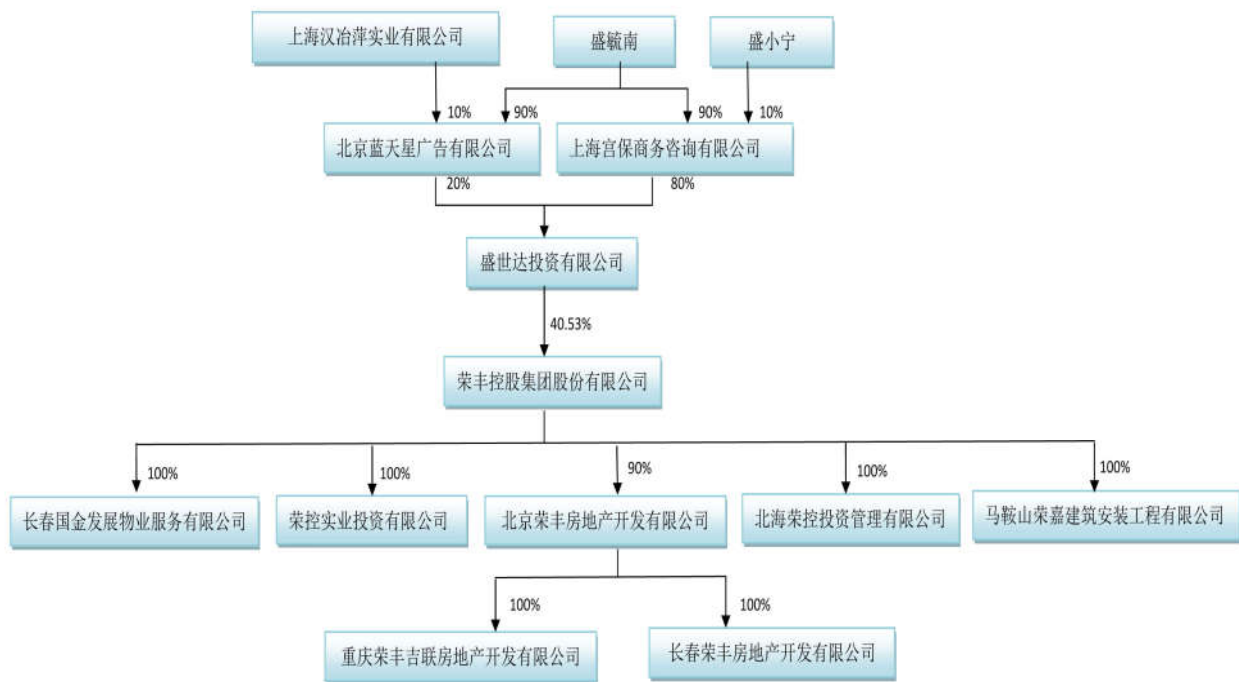 上海汉冶萍实业有限公司
盛毓南
盛小宁
10%
90%
90%
10%
北京蓝天星广告有限公司
上海宫保商务咨询有限公司
20%
80%
盛世达投资有限公司
40.53%
荣丰控股集团股份有限公司
100%
100%
90%
100%
100%
长春国金发展物业服务有限公司
荣控实业投资有限公司
北京荣丰房地产开发有限公司
北海荣控投资管理有限公司
马鞍山荣嘉建筑安装工程有限公司
100%
100%
重庆荣丰吉联房地产开发有限公司
长春荣丰房地产开发有限公司